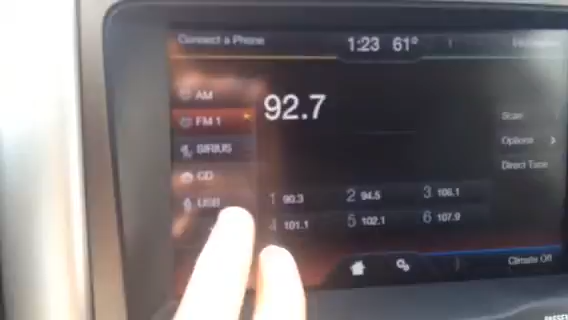 Connect a Phone 1:23 61°
AM
92.7
FM 1
Scan
SIRIUS
Options >
CD
Direct Tune
USB
1 90.3 2 94.5 3 106.1
4 101.1 5 102.1 6 107.9
Climate Off